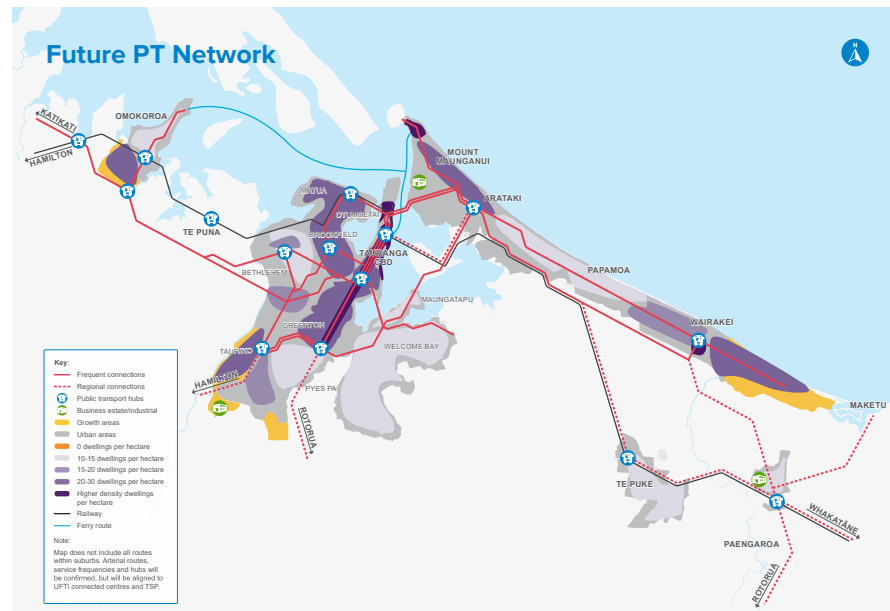 Future PT Network
N
KATIKATI
HAMILTON
OMOKOROA
TE PUNA
MATUA
OTUMOETAI
BROOKFIELD
BETHLEHEM
TAURANGA
CBD
MOUNT
MAUNGANUI
ARATAKI
PAPAMOA
WAIRAKEI
MAKETU
MAUNGATAPU
GREERTON
WELCOME BAY
TAURIKO
HAMILTON
PYES PA
ROTORUA
TE PUKE
PAENGAROA
WHAKATĀNE
ROTORUA
Key:
Frequent connections
Regional connections
Public transport hubs
Business estate/industrial
Growth areas
Urban areas
0 dwellings per hectare
10-15 dwellings per hectare
15-20 dwellings per hectare
20-30 dwellings per hectare
Higher density dwellings
per hectare
Railway
Ferry route
Note:
Map does not include all routes
within suburbs. Arterial routes,
service frequencies and hubs will
be confirmed, but will be aligned to
UFTI connected centres and TSP.